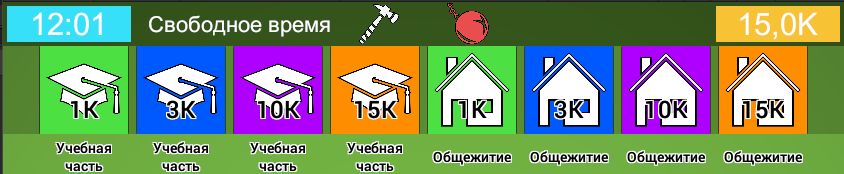 12:01 Свободное время 15,0K
1K 3K 10K 15K 1K 3K 10K 15K
Учебная часть Учебная часть Учебная часть Учебная часть Общежитие Общежитие Общежитие Общежитие